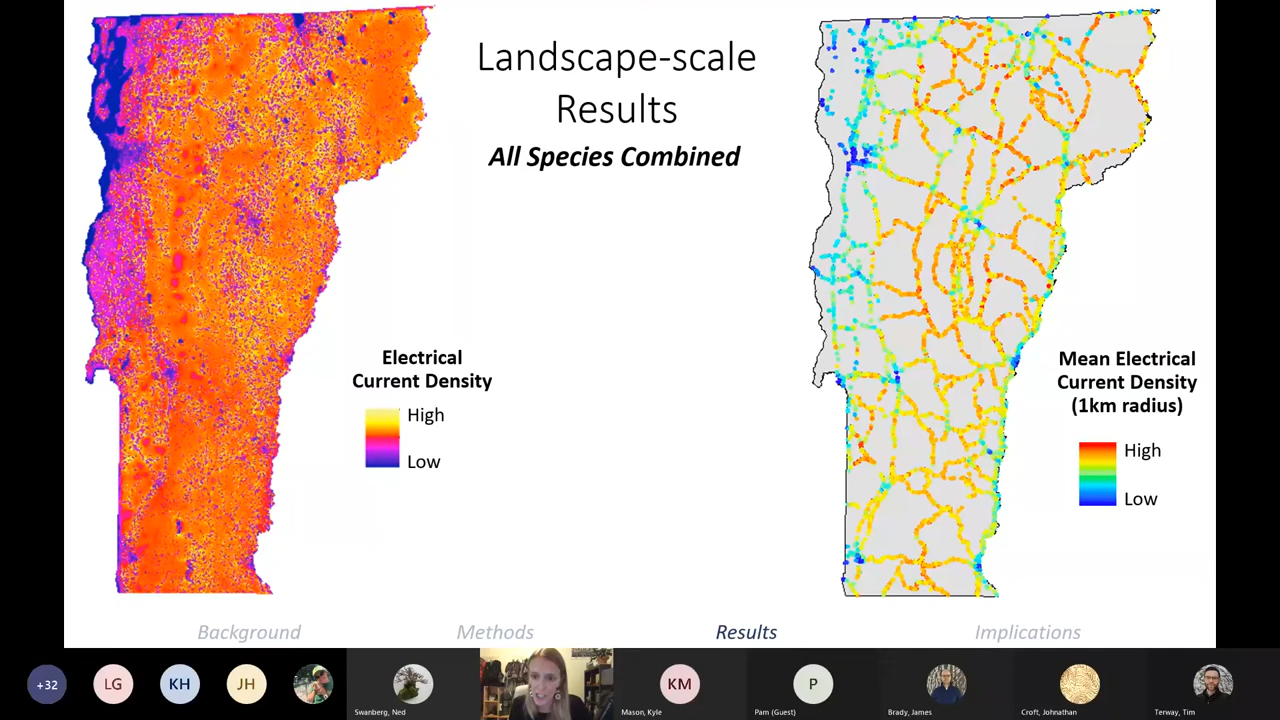 Landscape-scale
Results
All Species Combined
Electrical
Current Density
High
Low
Mean Electrical
Current Density
(1km radius)
High
Low
Background
Methods
Results
Implications
+32
LG
KH
JH
Swanberg, Ned
KM
Mason, Kyle
P
Pam (Guest)
Brady, James
Croft, Johnathan
Terway, Tim